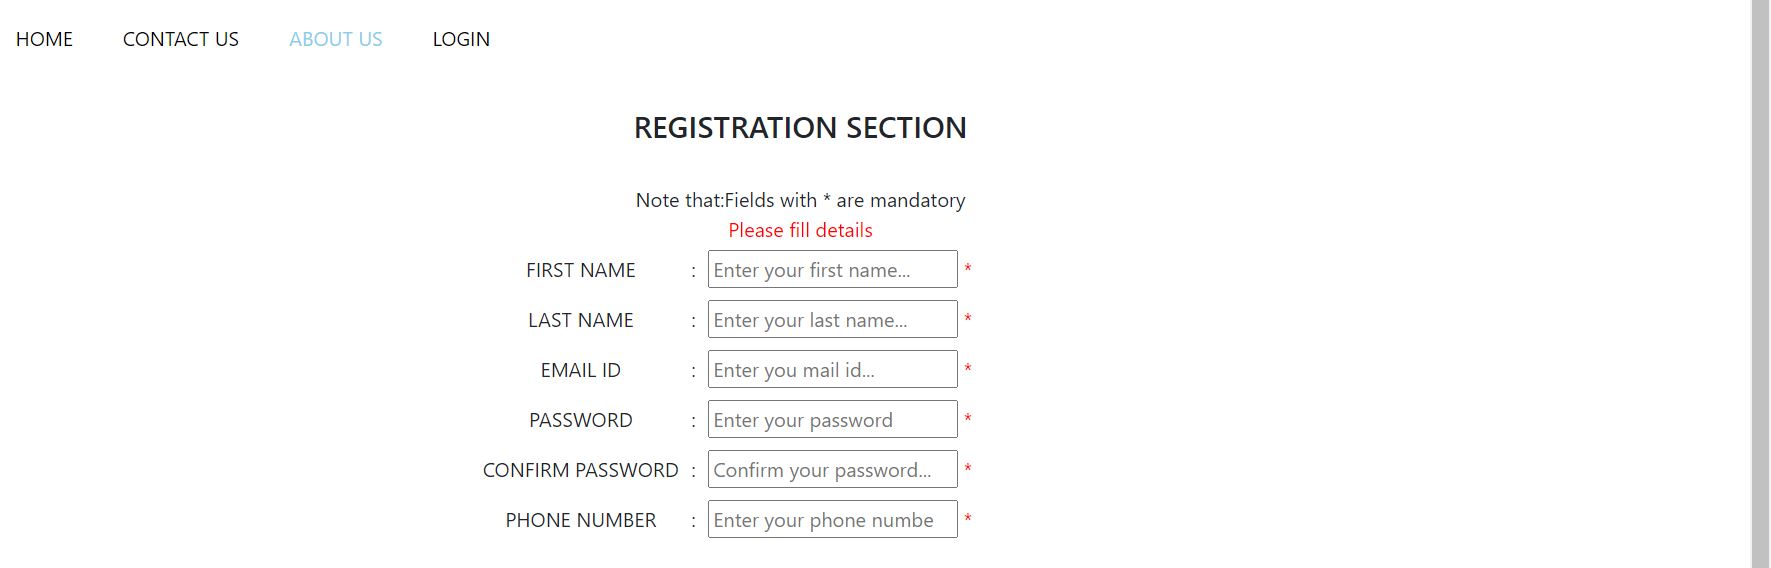 HOME CONTACT US ABOUT US LOGIN
REGISTRATION SECTION
Note that:Fields with * are mandatory
Please fill details
FIRST NAME : Enter your first name... *
LAST NAME : Enter your last name... *
EMAIL ID : Enter you mail id... *
PASSWORD : Enter your password *
CONFIRM PASSWORD : Confirm your password... *
PHONE NUMBER : Enter your phone numbe *